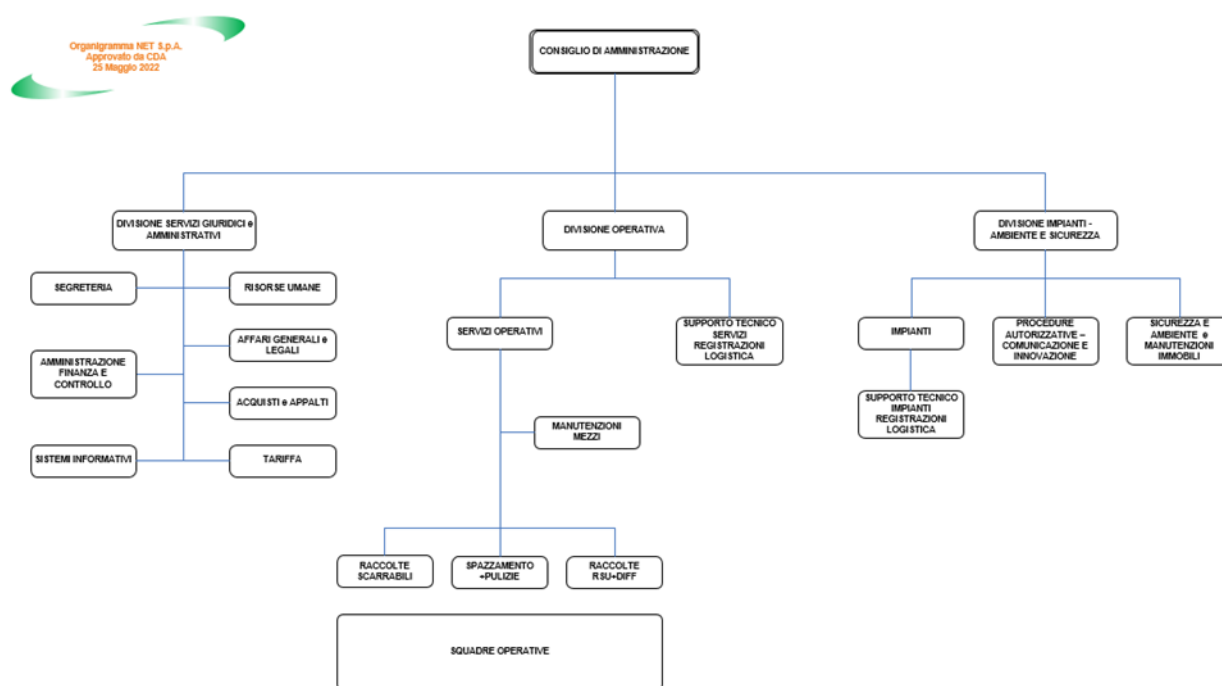 Organigramma NET S.p.A.
Approvato da CDA
25 Maggio 2022
CONSIGLIO DI AMMINISTRAZIONE
DIVISIONE SERVIZI GIURIDICI e
AMMINISTRATIVI
DIVISIONE OPERATIVA
DIVISIONE IMPIANTI -
AMBIENTE E SICUREZZA
SEGRETERIA
RISORSE UMANE
AMMINISTRAZIONE
FINANZA E
CONTROLLO
AFFARI GENERALI e
LEGALI
ACQUISTI e APPALTI
SISTEMI INFORMATIVI
TARIFFA
SERVIZI OPERATIVI
SUPPORTO TECNICO
SERVIZI
REGISTRAZIONI
LOGISTICA
MANUTENZIONI
MEZZI
RACCOLTE
SCARRABILI
SPAZZAMENTO
+PULIZIE
RACCOLTE
RSU+DIFF
SQUADRE OPERATIVE
IMPIANTI
PROCEDURE
AUTORIZZATIVE –
COMUNICAZIONE E
INNOVAZIONE
SICUREZZA E
AMBIENTE e
MANUTENZIONI
IMMOBILI
SUPPORTO TECNICO
IMPIANTI
REGISTRAZIONI
LOGISTICA